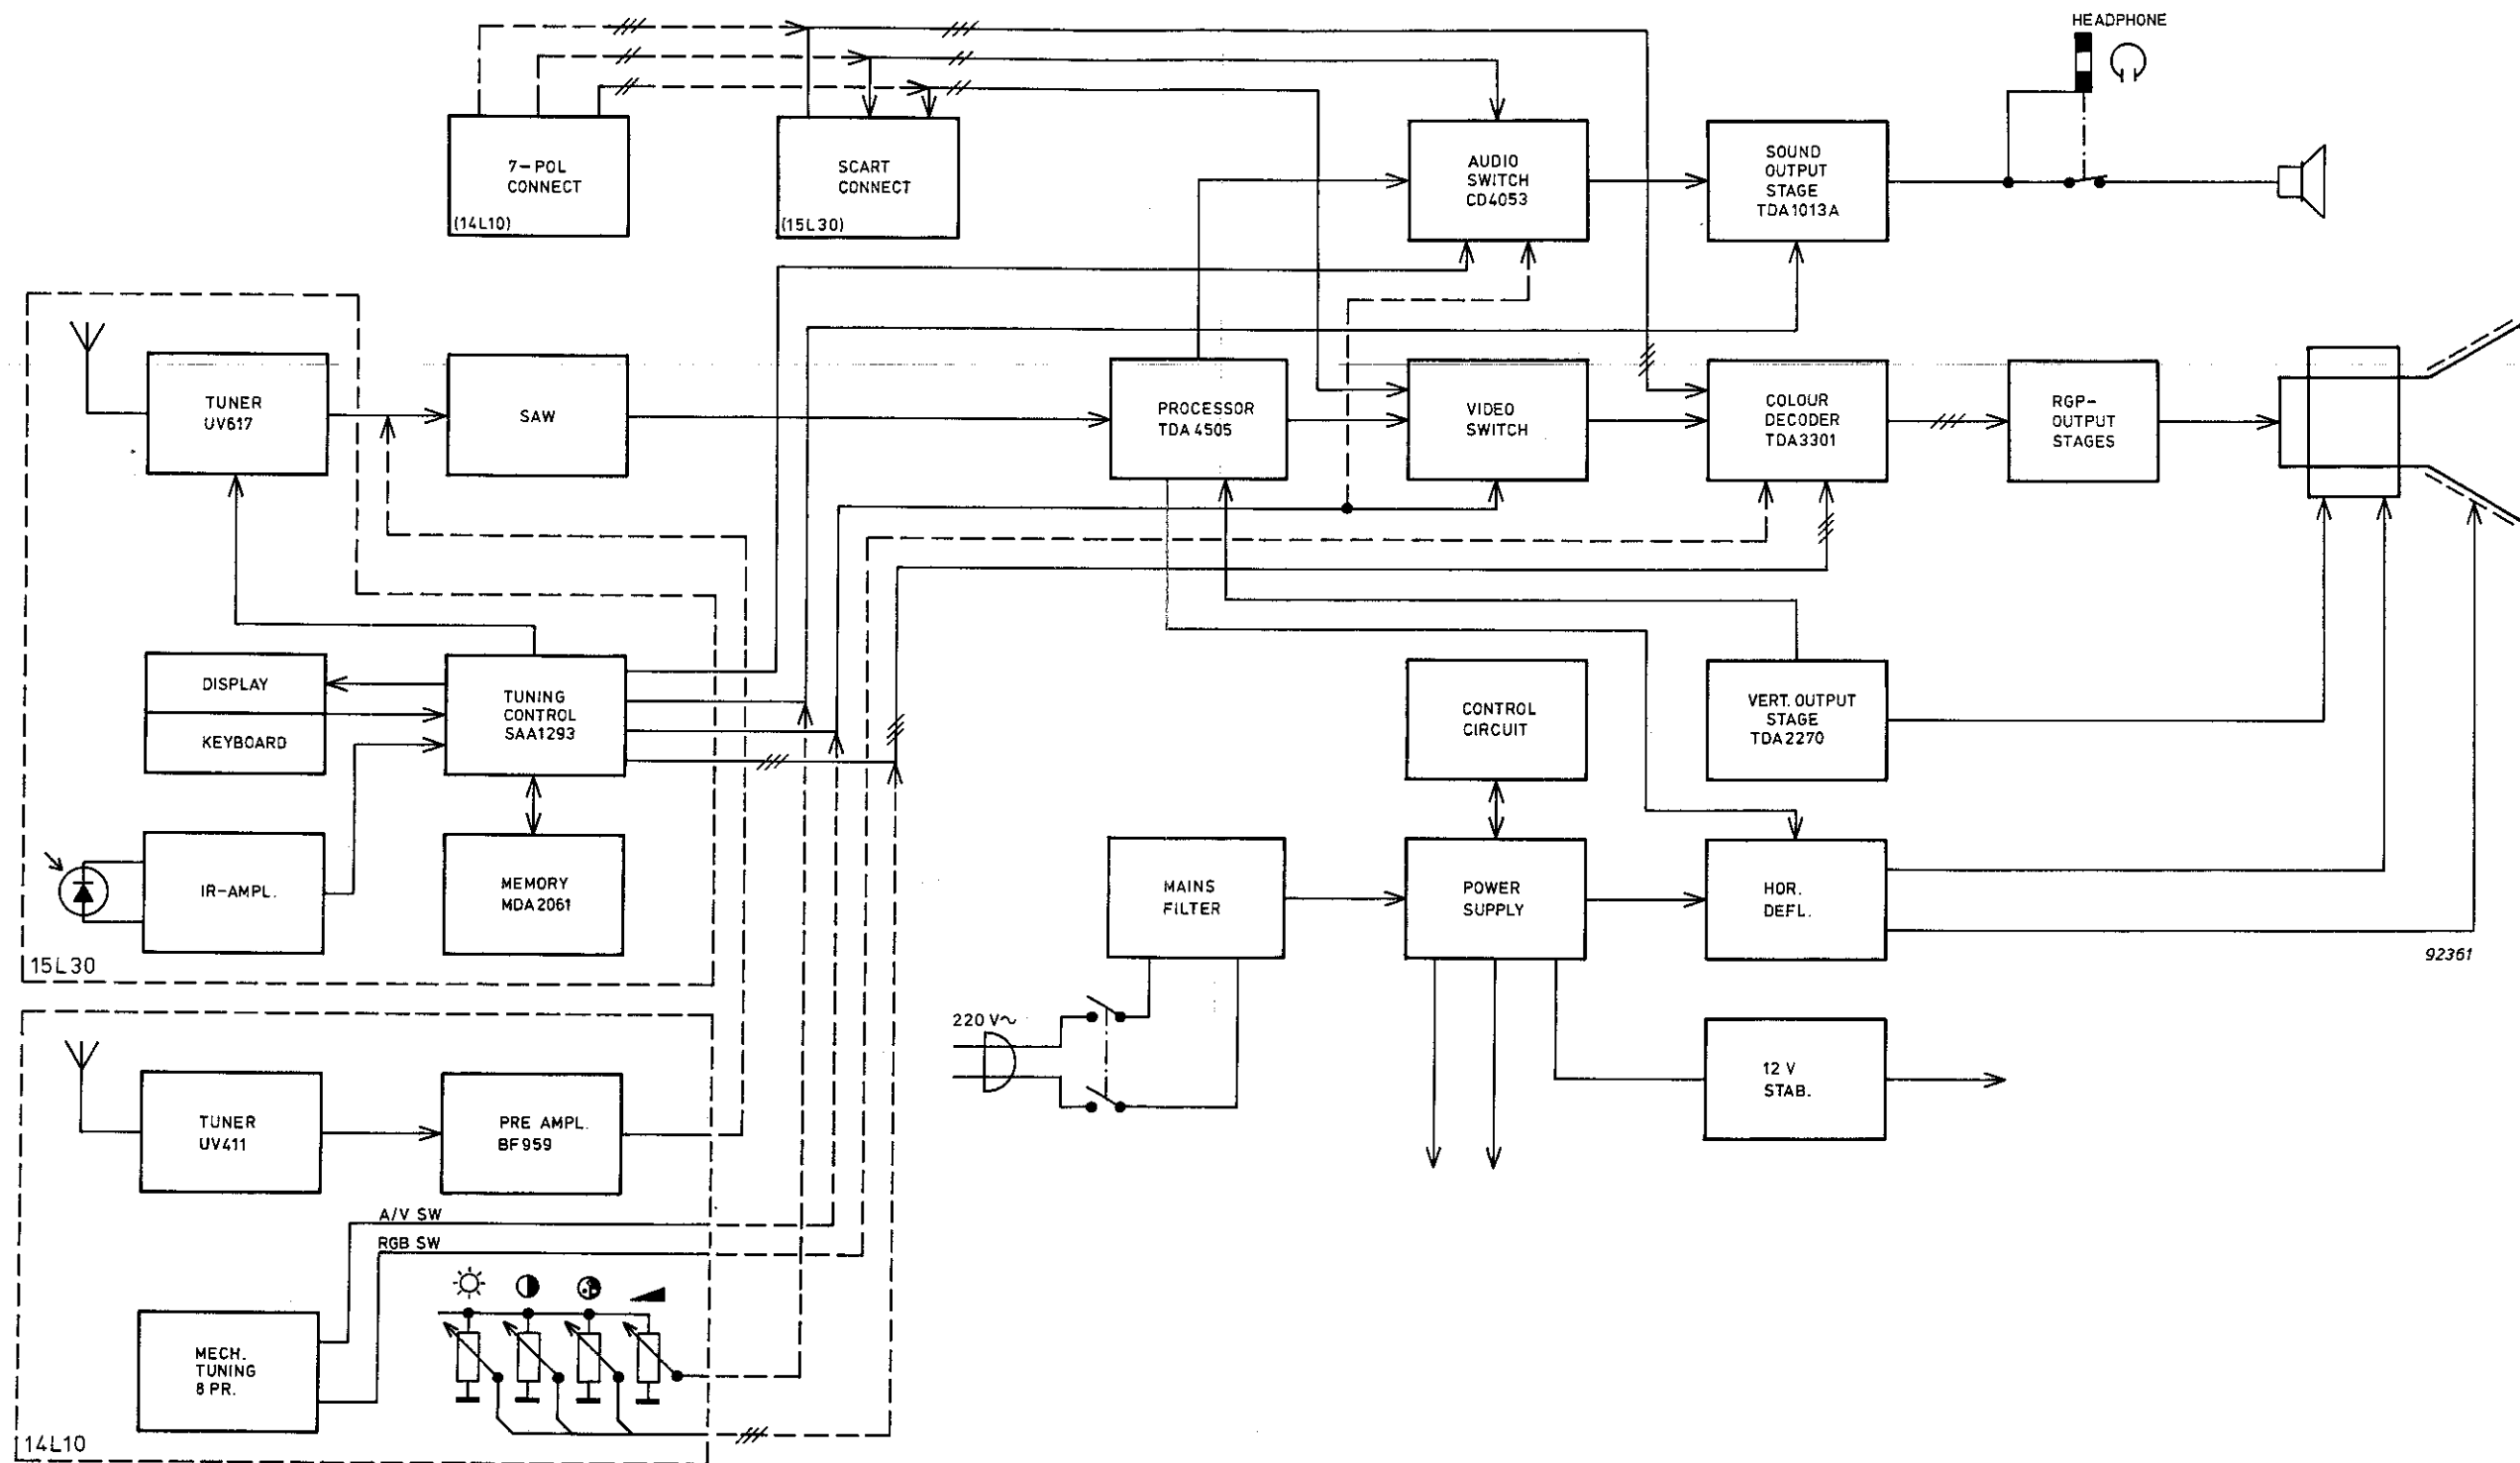 HEADPHONE
7-POL
CONNECT
(14L10)
SCART
CONNECT
(15L30)
AUDIO
SWITCH
CD4053
SOUND
OUTPUT
STAGE
TDA1013A
TUNER
UV617
SAW
PROCESSOR
TDA4505
VIDEO
SWITCH
COLOUR
DECODER
TDA3301
RGP-
OUTPUT
STAGES
DISPLAY
KEYBOARD
TUNING
CONTROL
SAA1293
CONTROL
CIRCUIT
VERT. OUTPUT
STAGE
TDA2270
IR-AMPL.
MEMORY
MDA2061
MAINS
FILTER
POWER
SUPPLY
HOR.
DEFL.
15L30
92361
220 V~
12 V
STAB.
TUNER
UV411
PRE AMPL.
BF959
A/V SW
RGB SW
MECH.
TUNING
8 PR.
14L10